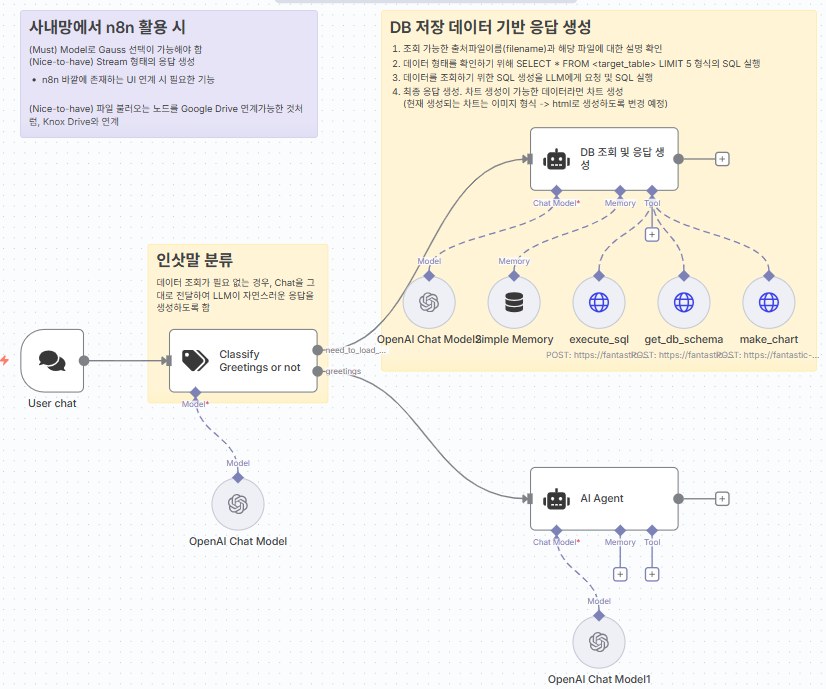 사내망에서 n8n 활용 시
(Must) Model로 Gauss 선택이 가능해야 함
(Nice-to-have) Stream 형태의 응답 생성
• n8n 바깥에 존재하는 UI 연계 시 필요한 기능
(Nice-to-have) 파일 불러오는 노드를 Google Drive 연계가능한 것처
럼, Knox Drive와 연계
DB 저장 데이터 기반 응답 생성
1. 조회 가능한 출처파일이름(filename)과 해당 파일에 대한 설명 확인
2. 데이터 형태를 확인하기 위해 SELECT * FROM <target_table> LIMIT 5 형식의 SQL 실행
3. 데이터를 조회하기 위한 SQL 생성을 LLM에게 요청 및 SQL 실행
4. 최종 응답 생성. 차트 생성이 가능한 데이터라면 차트 생성
(현재 생성되는 차트는 이미지 형식 -> html로 생성하도록 변경 예정)
DB 조회 및 응답 생
성
Chat Model*
Memory
Tool
Model
Memory
OpenAI Chat Model2
Simple Memory
execute_sql
get_db_schema
make_chart
POST: https://fantastic-...
POST: https://fantastic-...
POST: https://fantastic-...
인삿말 분류
데이터 조회가 필요 없는 경우, Chat을 그
대로 전달하여 LLM이 자연스러운 응답을
생성하도록 함
User chat
Classify
Greetings or not
need_to_load_...
greetings
Model*
Model
OpenAI Chat Model
AI Agent
Chat Model*
Memory
Tool
Model
OpenAI Chat Model1